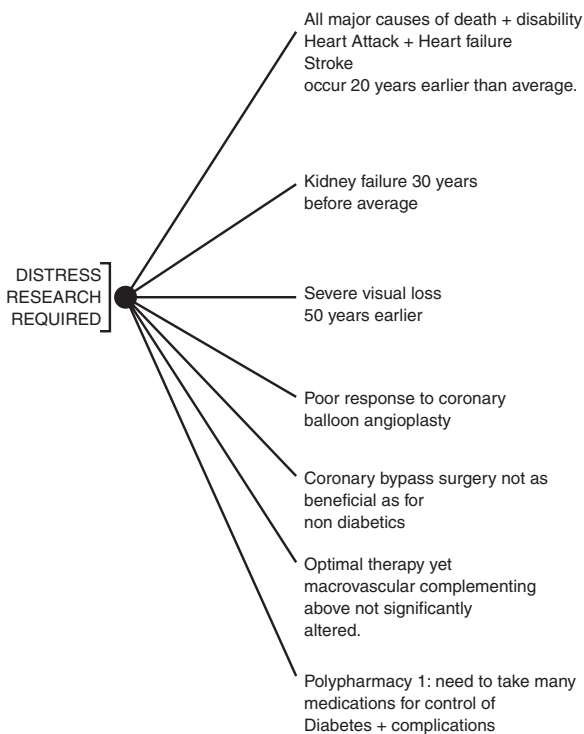 DISTRESS
RESEARCH
REQUIRED
All major causes of death + disability
Heart Attack + Heart failure
Stroke
occur 20 years earlier than average.
Kidney failure 30 years
before average
Severe visual loss
50 years earlier
Poor response to coronary
balloon angioplasty
Coronary bypass surgery not as
beneficial as for
non diabetics
Optimal therapy yet
macrovascular complementing
above not significantly
altered.
Polypharmacy 1: need to take many
medications for control of
Diabetes + complications